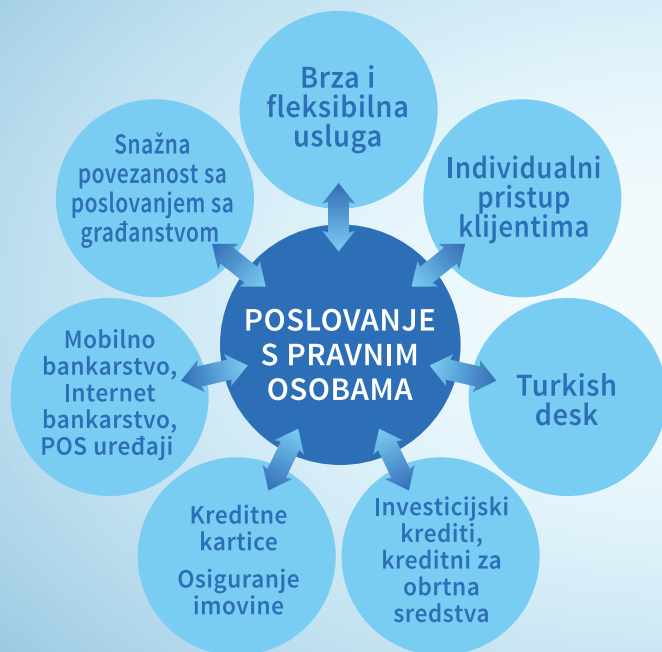 Brza i
fleksibilna
usluga
Individualni
pristup
klijentima
Turkish
desk
Investicijski
krediti,
kreditni za
obrtna
sredstva
Kreditne
kartice
Osiguranje
imovine
Mobilno
bankarstvo,
Internet
bankarstvo,
POS uređaji
Snažna
povezanost sa
poslovanjem sa
građanstvom
POSLOVANJE
S PRAVNIM
OSOBAMA